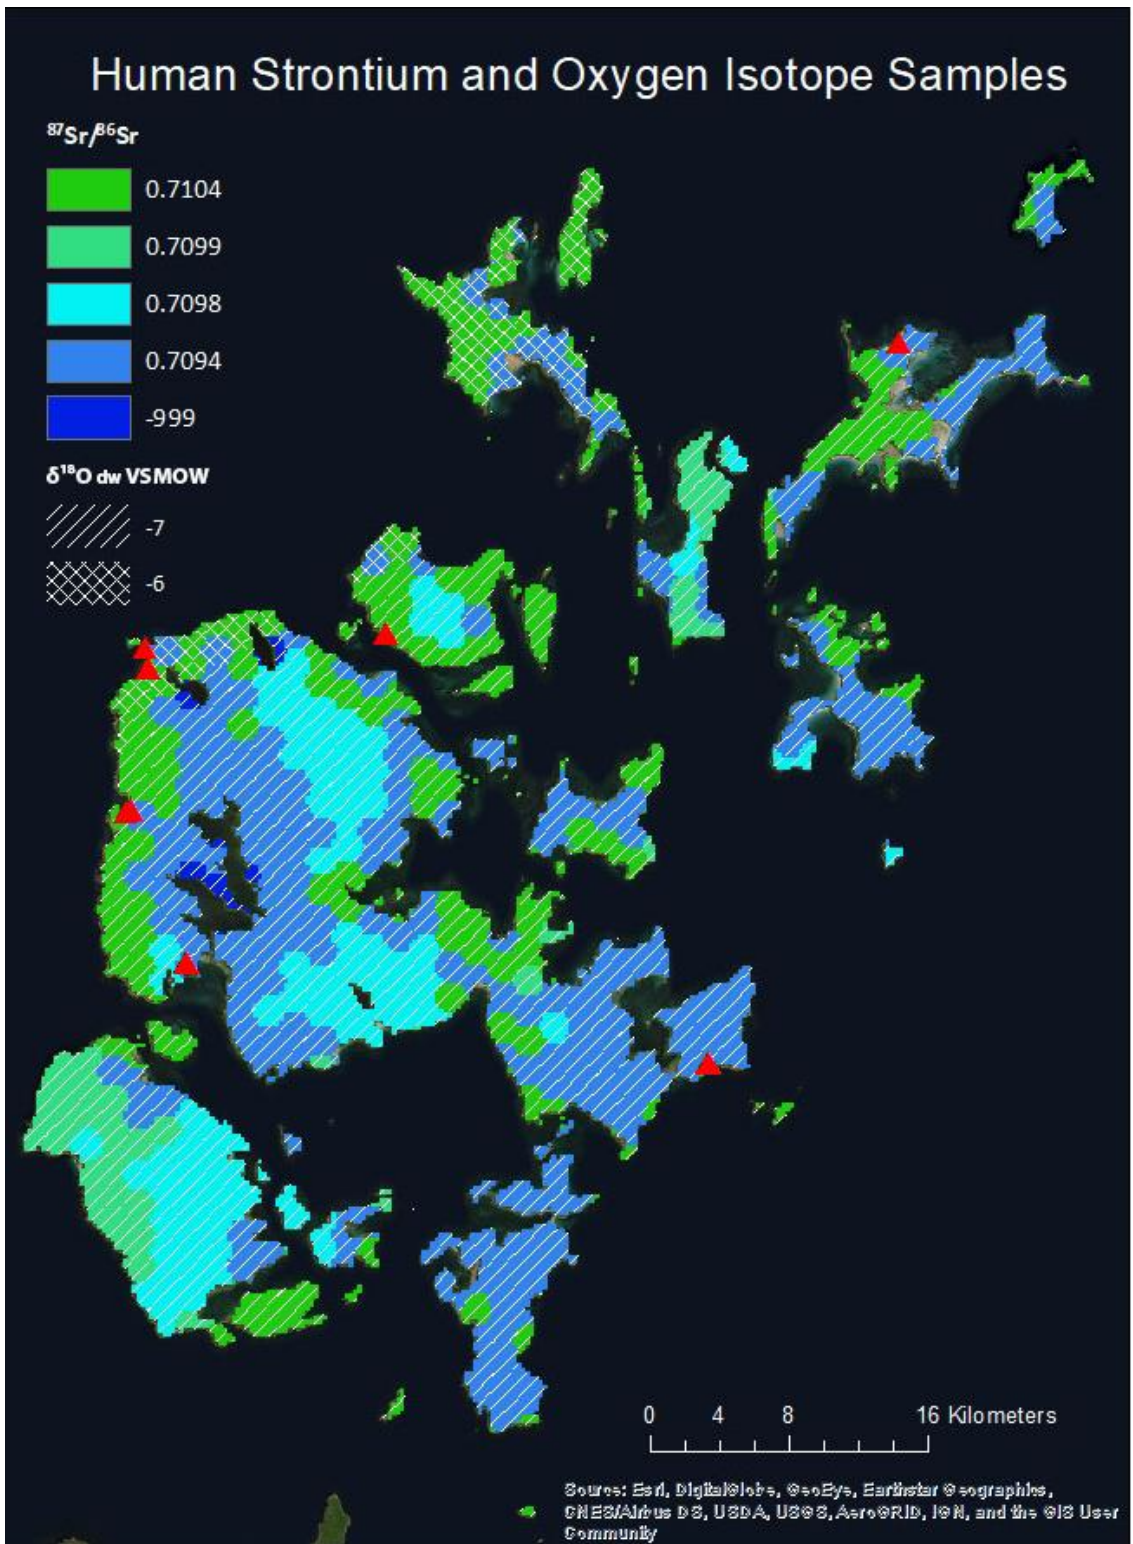 Human Strontium and Oxygen Isotope Samples
⁸⁷Sr/⁸⁶Sr
0.7104
0.7099
0.7098
0.7094
-999
δ¹⁸O dw VSMOW
-7
-6
0 4 8 16 Kilometers
Source: Esri, DigitalGlobe, GeoEye, Earthstar Geographics,
CNES/Airbus DS, USDA, USGS, AeroGRID, IGN, and the GIS User
Community